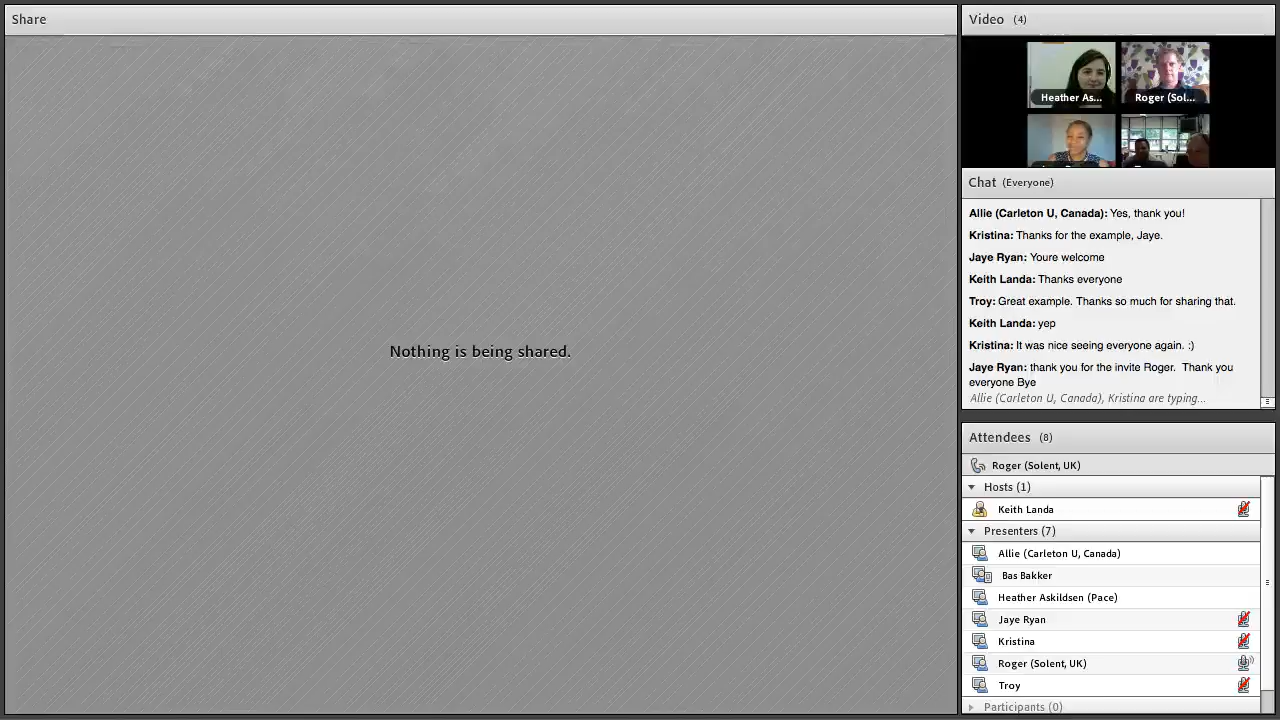 Share
Nothing is being shared.
Video (4)
Heather As...
Roger (Sol...
Chat (Everyone)
Allie (Carleton U, Canada): Yes, thank you!
Kristina: Thanks for the example, Jaye.
Jaye Ryan: Youre welcome
Keith Landa: Thanks everyone
Troy: Great example. Thanks so much for sharing that.
Keith Landa: yep
Kristina: It was nice seeing everyone again. :)
Jaye Ryan: thank you for the invite Roger. Thank you
everyone Bye
Allie (Carleton U, Canada), Kristina are typing...
Attendees (8)
Roger (Solent, UK)
Hosts (1)
Keith Landa
Presenters (7)
Allie (Carleton U, Canada)
Bas Bakker
Heather Askildsen (Pace)
Jaye Ryan
Kristina
Roger (Solent, UK)
Troy
Participants (0)